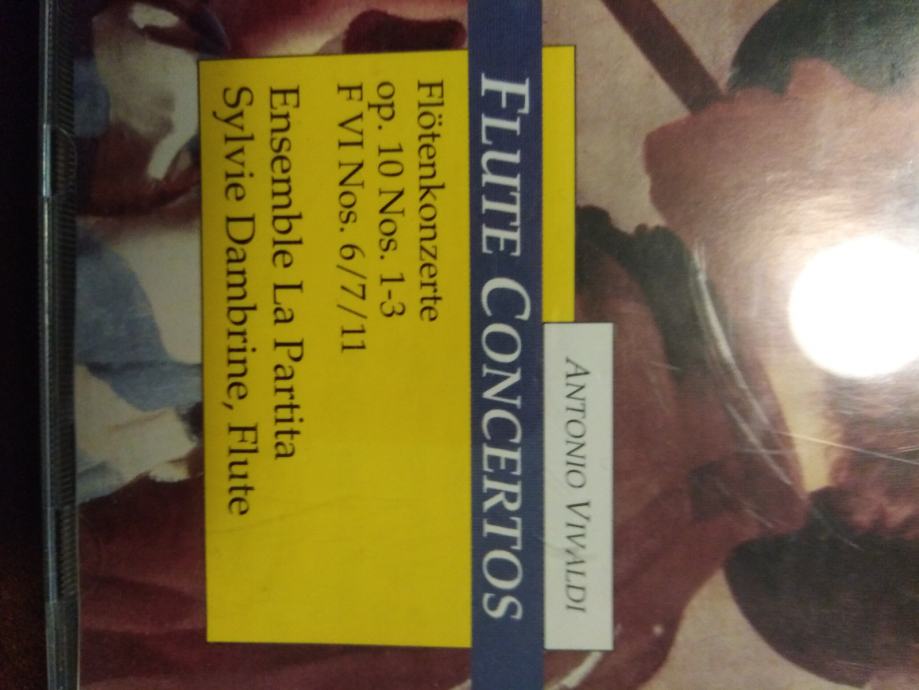 ANTONIO VIVALDI
FLUTE CONCERTOS
Flötenkonzerte
op. 10 Nos. 1-3
F VI Nos. 6/7/11
Ensemble La Partita
Sylvie Dambrine, Flute